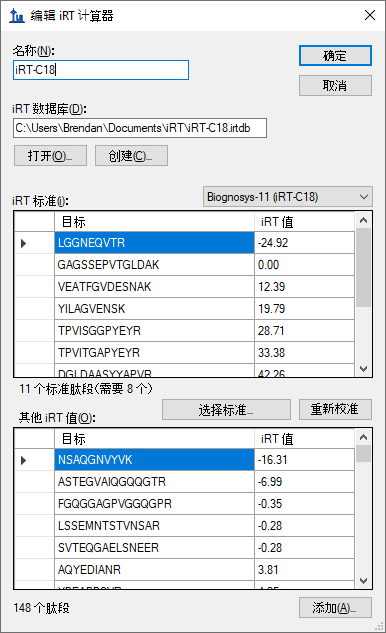 编辑 iRT 计算器
名称(N):
确定
iRT-C18
取消
iRT 数据库(D):
C:\Users\Brendan\Documents\iRT\iRT-C18.irtdb
打开(O)... 创建(C)...
iRT 标准(i): Biognosys-11 (iRT-C18)
目标 iRT 值
LGGNEQVTR -24.92
GAGSSEPVTGLDAK 0.00
VEATFGVDESNAK 12.39
YILAGVENSK 19.79
TPVISGGPYEYR 28.71
TPVITGAPYEYR 33.38
DGLDAASYYAPVR 42.26
11 个标准肽段(需要 8 个)
其他 iRT 值(O): 选择标准... 重新校准
目标 iRT 值
NSAQGNVYVK -16.31
ASTEGVAIQGQQGTR -6.99
FGQGGAGPVGGQGPR -0.35
LSSEMNTSTVNSAR -0.28
SVTEQGAELSNEER -0.28
AQYEDIANR 3.81
148 个肽段 添加(A)...